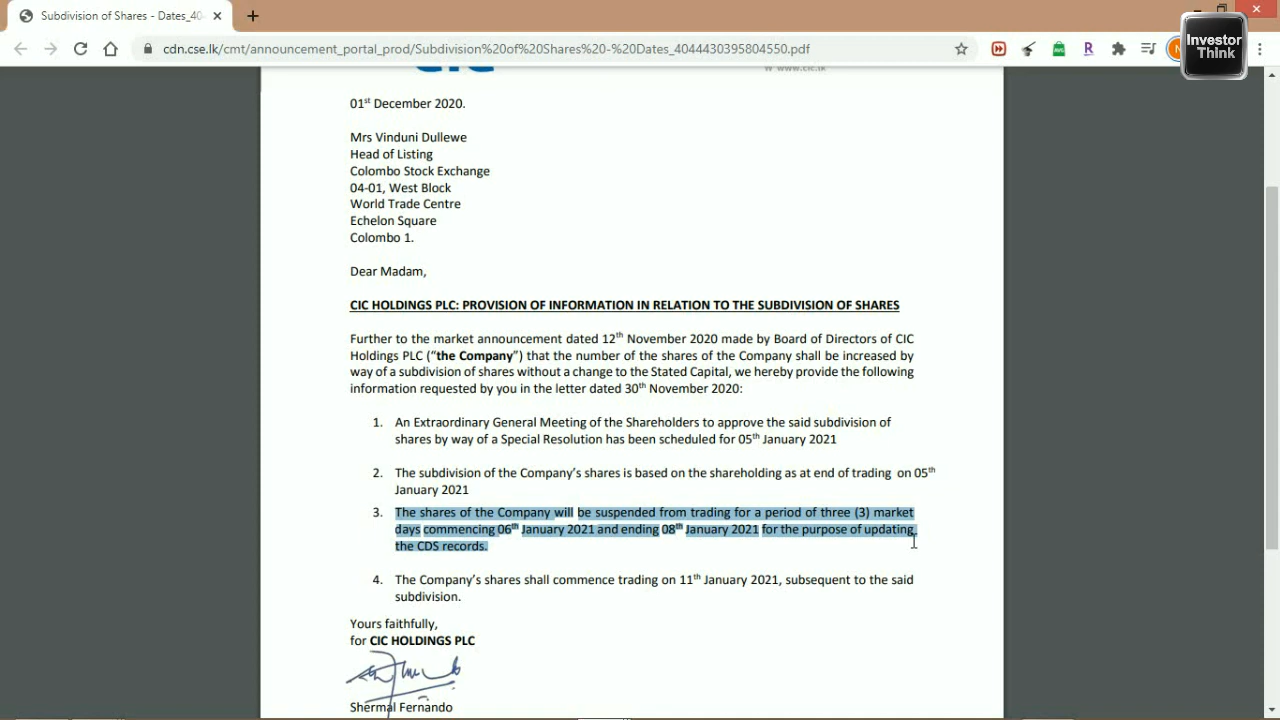 Subdivision of Shares - Dates_40
cdn.cse.lk/cmt/announcement_portal_prod/Subdivision%20of%20Shares%20-%20Dates_4044430395804550.pdf
Investor
Think
CIC
W www.cic.lk
01st December 2020.
Mrs Vinduni Dullewe
Head of Listing
Colombo Stock Exchange
04-01, West Block
World Trade Centre
Echelon Square
Colombo 1.
Dear Madam,
CIC HOLDINGS PLC: PROVISION OF INFORMATION IN RELATION TO THE SUBDIVISION OF SHARES
Further to the market announcement dated 12th November 2020 made by Board of Directors of CIC
Holdings PLC (“the Company”) that the number of the shares of the Company shall be increased by
way of a subdivision of shares without a change to the Stated Capital, we hereby provide the following
information requested by you in the letter dated 30th November 2020:
1. An Extraordinary General Meeting of the Shareholders to approve the said subdivision of
shares by way of a Special Resolution has been scheduled for 05th January 2021
2. The subdivision of the Company’s shares is based on the shareholding as at end of trading on 05th
January 2021
3. The shares of the Company will be suspended from trading for a period of three (3) market
days commencing 06th January 2021 and ending 08th January 2021 for the purpose of updating
the CDS records.
4. The Company’s shares shall commence trading on 11th January 2021, subsequent to the said
subdivision.
Yours faithfully,
for CIC HOLDINGS PLC
Shermal Fernando